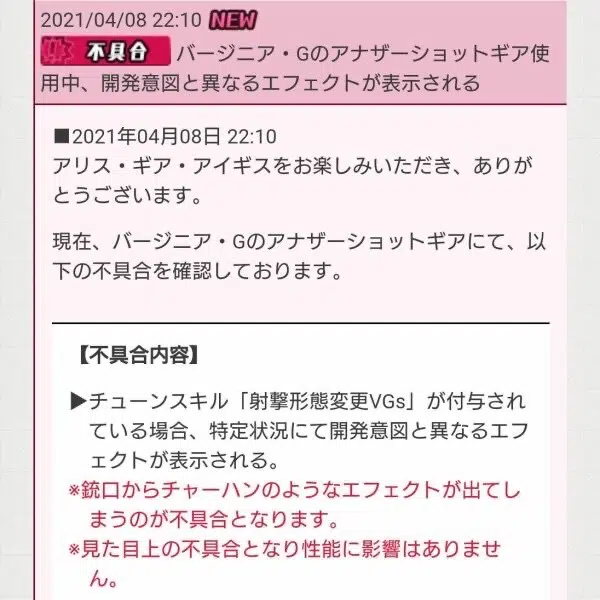 2021/04/08 22:10 NEW
不具合 バージニア・Gのアナザーショットギア使
用中、開発意図と異なるエフェクトが表示される
■2021年04月08日 22:10
アリス・ギア・アイギスをお楽しみいただき、ありが
とうございます。
現在、バージニア・Gのアナザーショットギアにて、以
下の不具合を確認しております。
【不具合内容】
▶チューンスキル「射撃形態変更VGs」が付与され
ている場合、特定状況にて開発意図と異なるエフ
ェクトが表示される。
※銃口からチャーハンのようなエフェクトが出てし
まうのが不具合となります。
※見た目上の不具合となり性能に影響はありませ
ん。